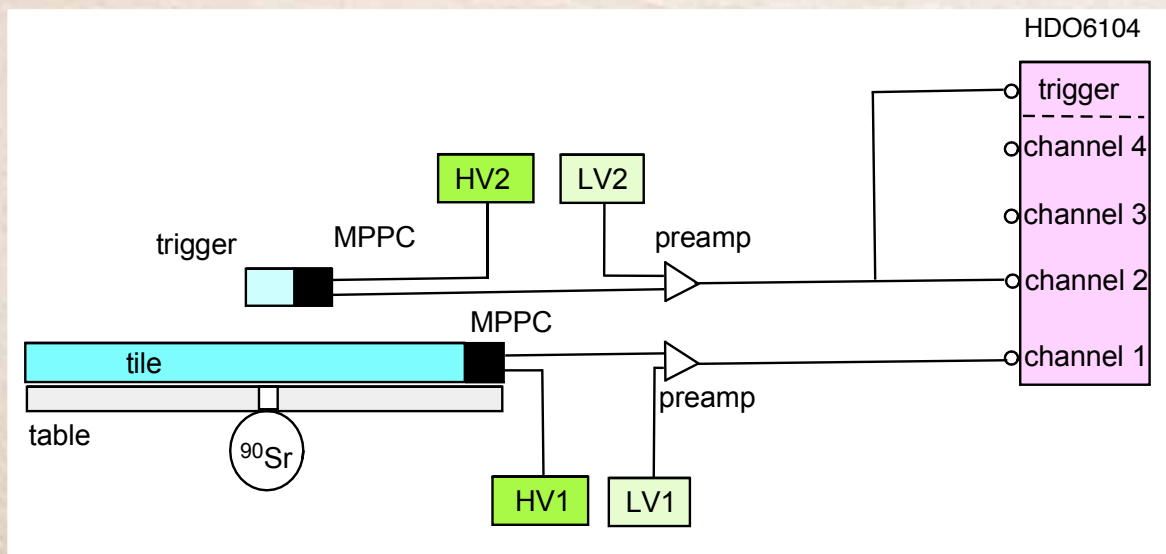 HDO6104
trigger
channel 4
HV2
LV2
channel 3
trigger
MPPC
preamp
channel 2
MPPC
tile
channel 1
preamp
table
⁹⁰Sr
HV1
LV1